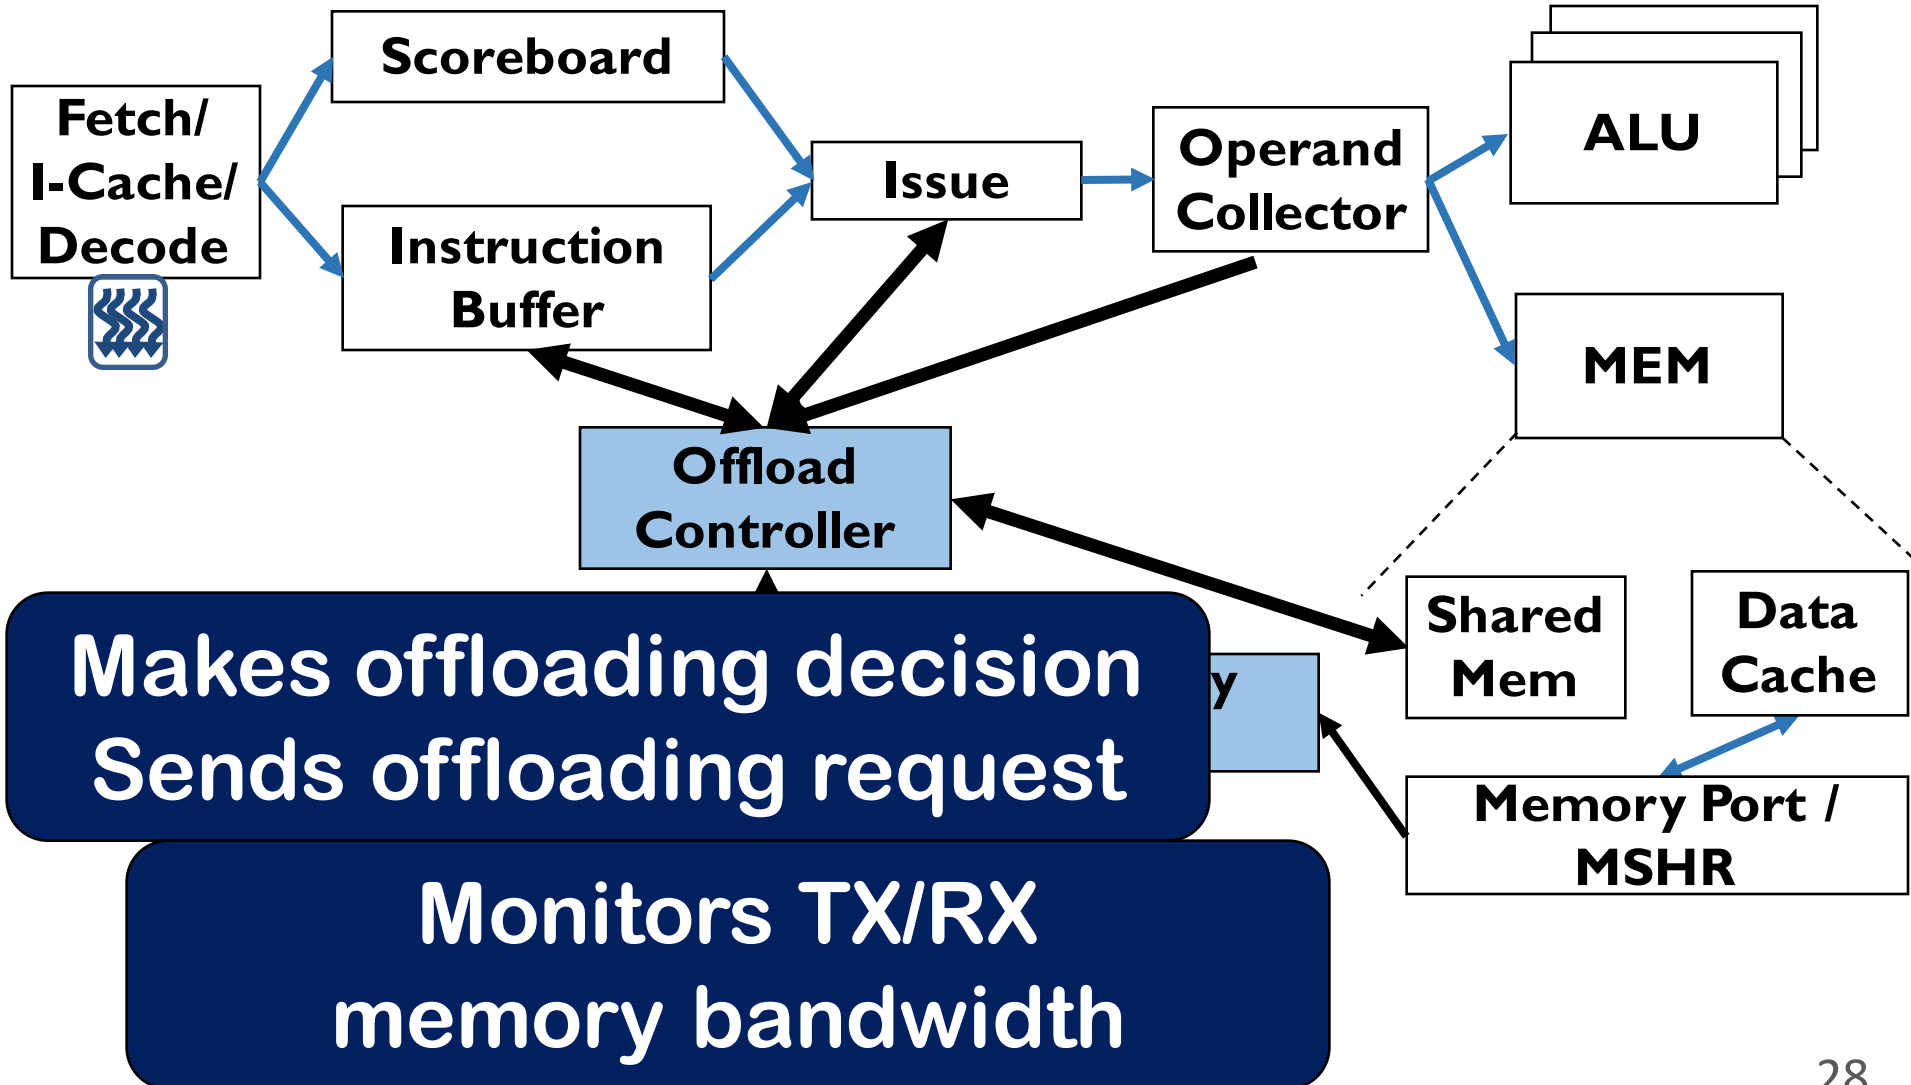 Scoreboard
Fetch/
I-Cache/
Decode
Instruction
Buffer
Issue
Operand
Collector
ALU
MEM
Offload
Controller
Makes offloading decision
Sends offloading request
y
Shared
Mem
Data
Cache
Memory Port /
MSHR
Monitors TX/RX
memory bandwidth
28